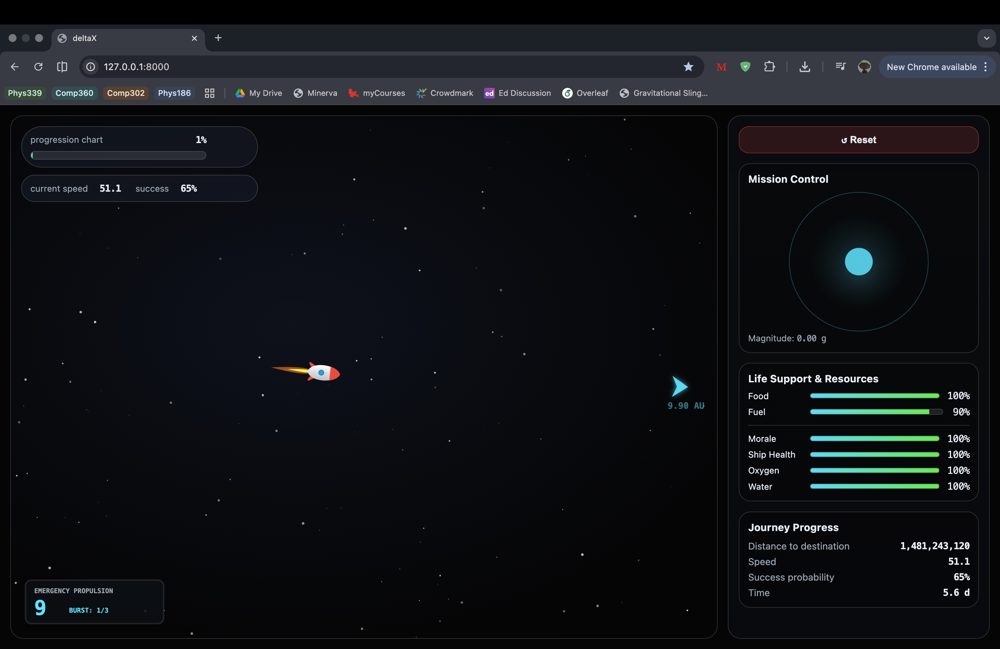 deltaX
127.0.0.1:8000
M
New Chrome available
Phys339 Comp360 Comp302 Phys186 My Drive Minerva myCourses Crowdmark ed Ed Discussion Overleaf Gravitational Sling...
progression chart 1%
current speed 51.1 success 65%
9.90 AU
EMERGENCY PROPULSION
9 BURST: 1/3
↺ Reset
Mission Control
Magnitude: 0.00 g
Life Support & Resources
Food 100%
Fuel 90%
Morale 100%
Ship Health 100%
Oxygen 100%
Water 100%
Journey Progress
Distance to destination 1,481,243,120
Speed 51.1
Success probability 65%
Time 5.6 d